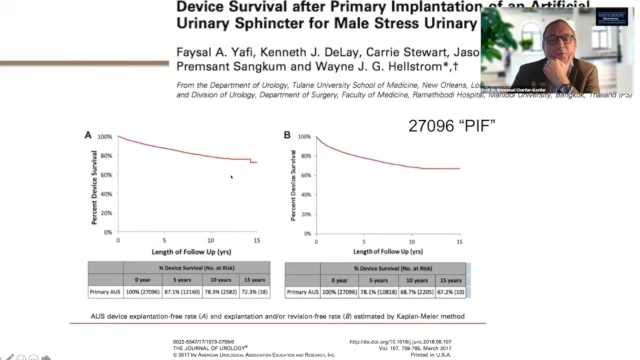 Device Survival after Primary Implantation of an Artificial
Urinary Sphincter for Male Stress Urinary
Faysal A. Yafi, Kenneth J. DeLay, Carrie Stewart, Jaso
Premsant Sangkum and Wayne J. G. Hellstrom*,†
From the Department of Urology, Tulane University School of Medicine, New Orleans, Lo
and Division of Urology, Department of Surgery, Faculty of Medicine, Ramathibodi Hospital, Mahidol University, Bangkok, Thailand (PS)
Prof. Dr. Emmanuel Chartier-Kastler
27096 “PIF”
A
B
100%
80%
60%
40%
20%
0%
Percent Device Survival
0 5 10 15
Length of Follow Up (yrs)
100%
80%
60%
40%
20%
0%
Percent Device Survival
0 5 10 15
Length of Follow Up (yrs)
% Device Survival (No. at Risk)
0 year 5 years 10 years 15 years
Primary AUS 100% (27096) 87.1% (12160) 78.3% (2582) 72.3% (18)
% Device Survival (No. at Risk)
0 year 5 years 10 years 15 years
Primary AUS 100% (27096) 78.1% (10818) 68.7% (2205) 67.2% (10)
AUS device explantation-free rate (A) and explantation and/or revision-free rate (B) estimated by Kaplan-Meier method
0022-5347/17/1973-0759/0
THE JOURNAL OF UROLOGY®
© 2017 by AMERICAN UROLOGICAL ASSOCIATION EDUCATION AND RESEARCH, INC.
http://dx.doi.org/10.1016/j.juro.2016.08.107
Vol. 197, 759-765, March 2017
Printed in U.S.A.